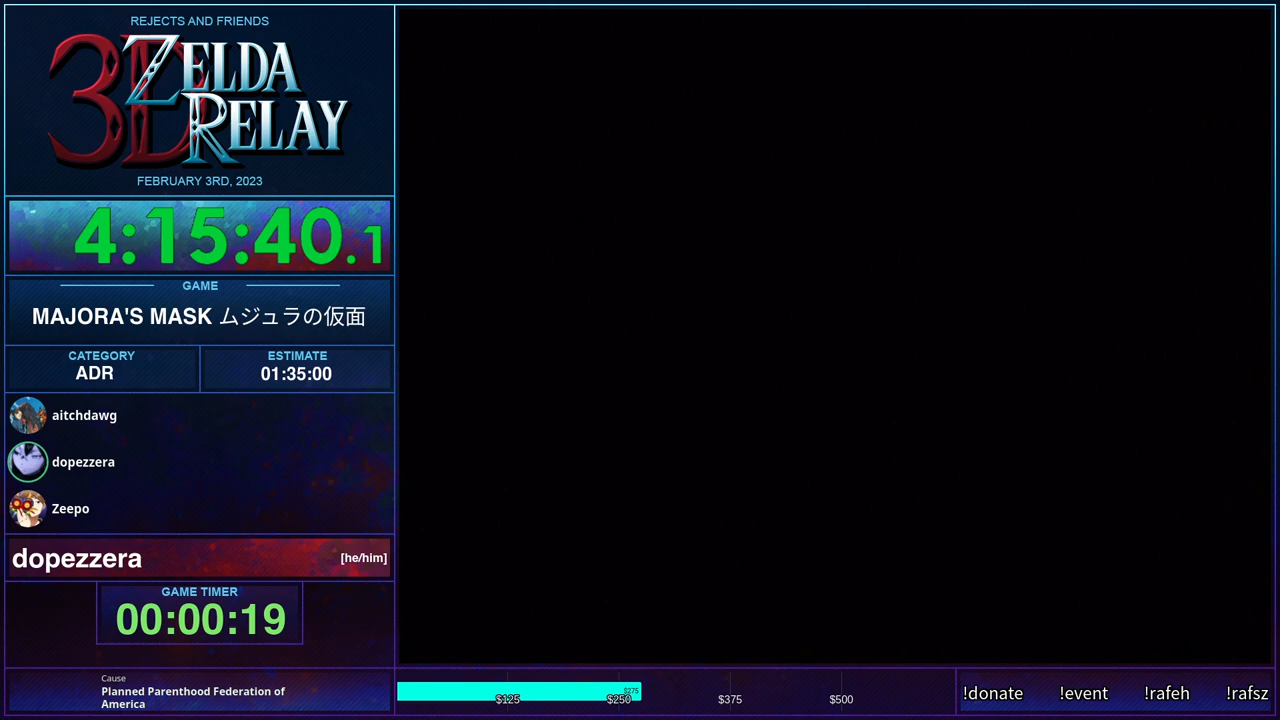 REJECTS AND FRIENDS
3D ZELDA
RELAY
FEBRUARY 3RD, 2023
4:15:40.1
GAME
MAJORA'S MASK ムジュラの仮面
CATEGORY
ADR
ESTIMATE
01:35:00
aitchdawg
dopezzera
Zeepo
dopezzera [he/him]
GAME TIMER
00:00:19
Cause
Planned Parenthood Federation of
America
$275
$125 $250 $375 $500
!donate !event !rafeh !rafsz